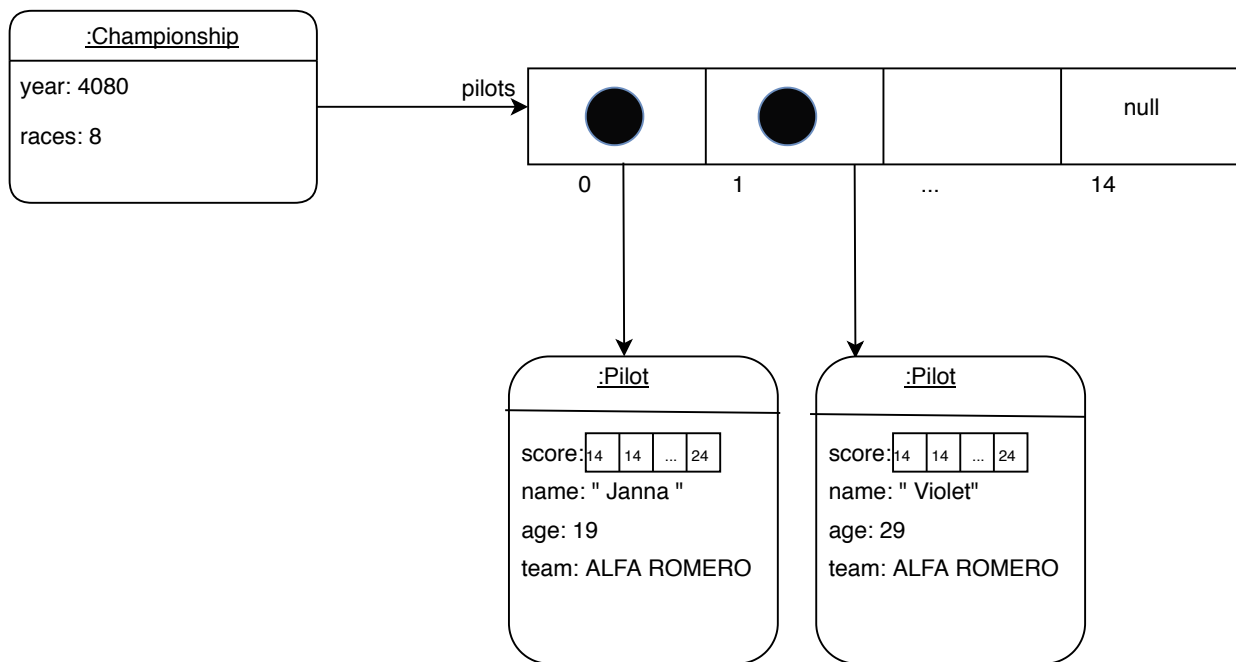 :Championship
year: 4080
races: 8
pilots
null
0 1 ... 14
:Pilot
score: 14 14 ... 24
name: " Janna "
age: 19
team: ALFA ROMERO
:Pilot
score: 14 14 ... 24
name: " Violet"
age: 29
team: ALFA ROMERO